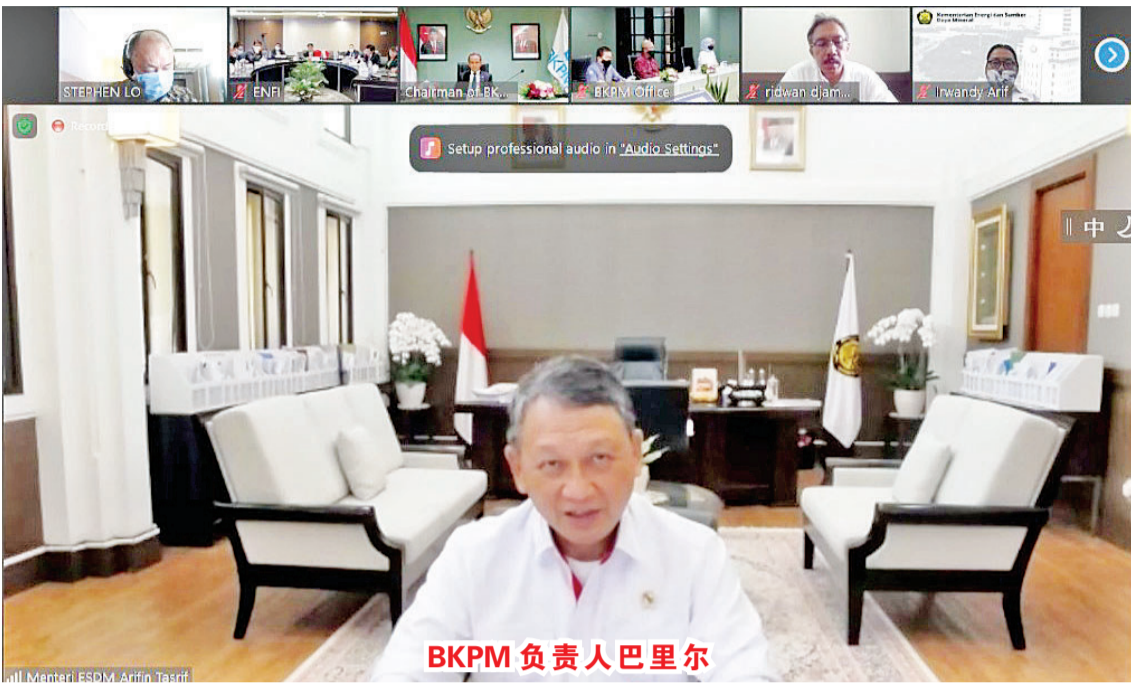 Kementerian Energi dan Sumber
Daya Mineral
STEPHEN LO
ENFI
Chairman of BK...
BKPM
BKPM Office
ridwan djam...
Irwandy Arif
Setup professional audio in "Audio Settings"
中
BKPM 负责人巴里尔
Menteri ESDM Arifin Tasrif